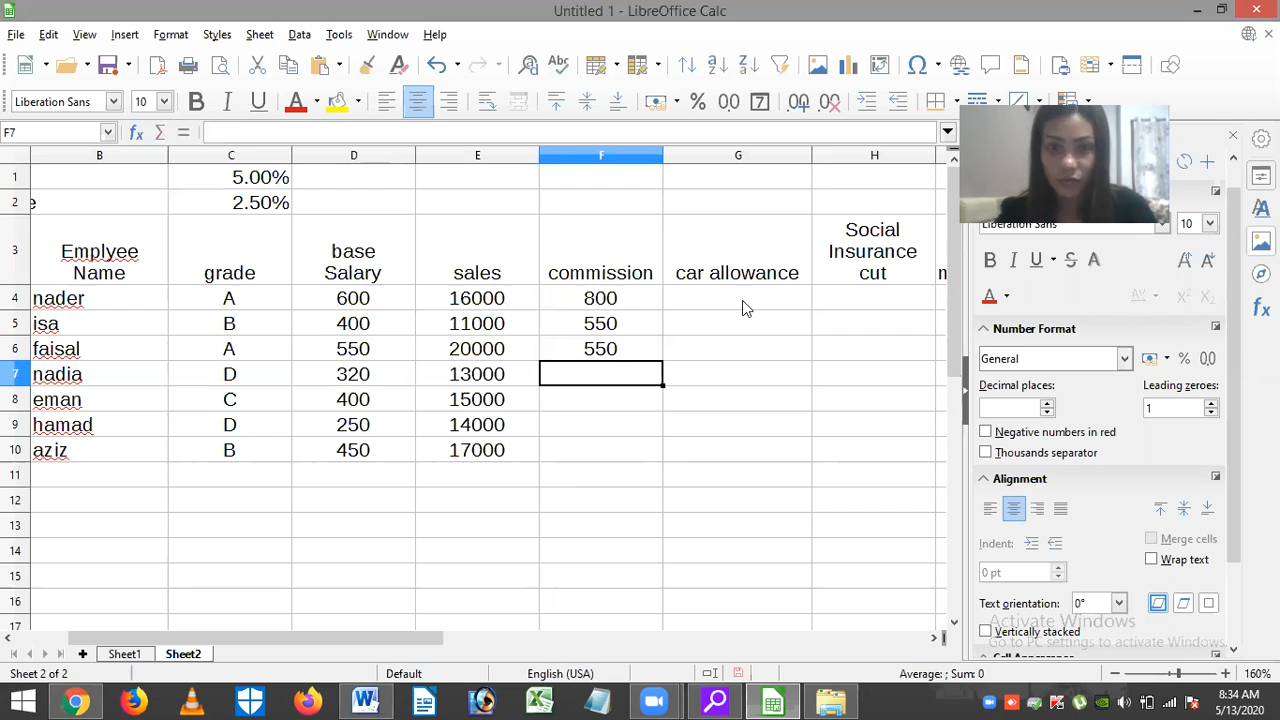 Untitled 1 - LibreOffice Calc
File Edit View Insert Format Styles Sheet Data Tools Window Help
Liberation Sans
F7
B C D E F G H
1 5.00%
2 e 2.50%
3 Emplyee Name grade base Salary sales commission car allowance Social Insurance cut
4 nader A 600 16000 800
5 isa B 400 11000 550
6 faisal A 550 20000 550
7 nadia D 320 13000
8 eman C 400 15000
9 hamad D 250 14000
10 aziz B 450 17000
11
12
13
14
15
16
17
Liberation Sans 10
Number Format
General
Decimal places: Leading zeroes:
1
Negative numbers in red
Thousands separator
Alignment
Merge cells
Indent: Wrap text
0 pt
Text orientation: 0°
Vertically stacked
Activate Windows
Go to PC settings to activate Windows.
Sheet1 Sheet2
Sheet 2 of 2 Default English (USA) Average: ; Sum: 0 160%
8:34 AM
5/13/2020